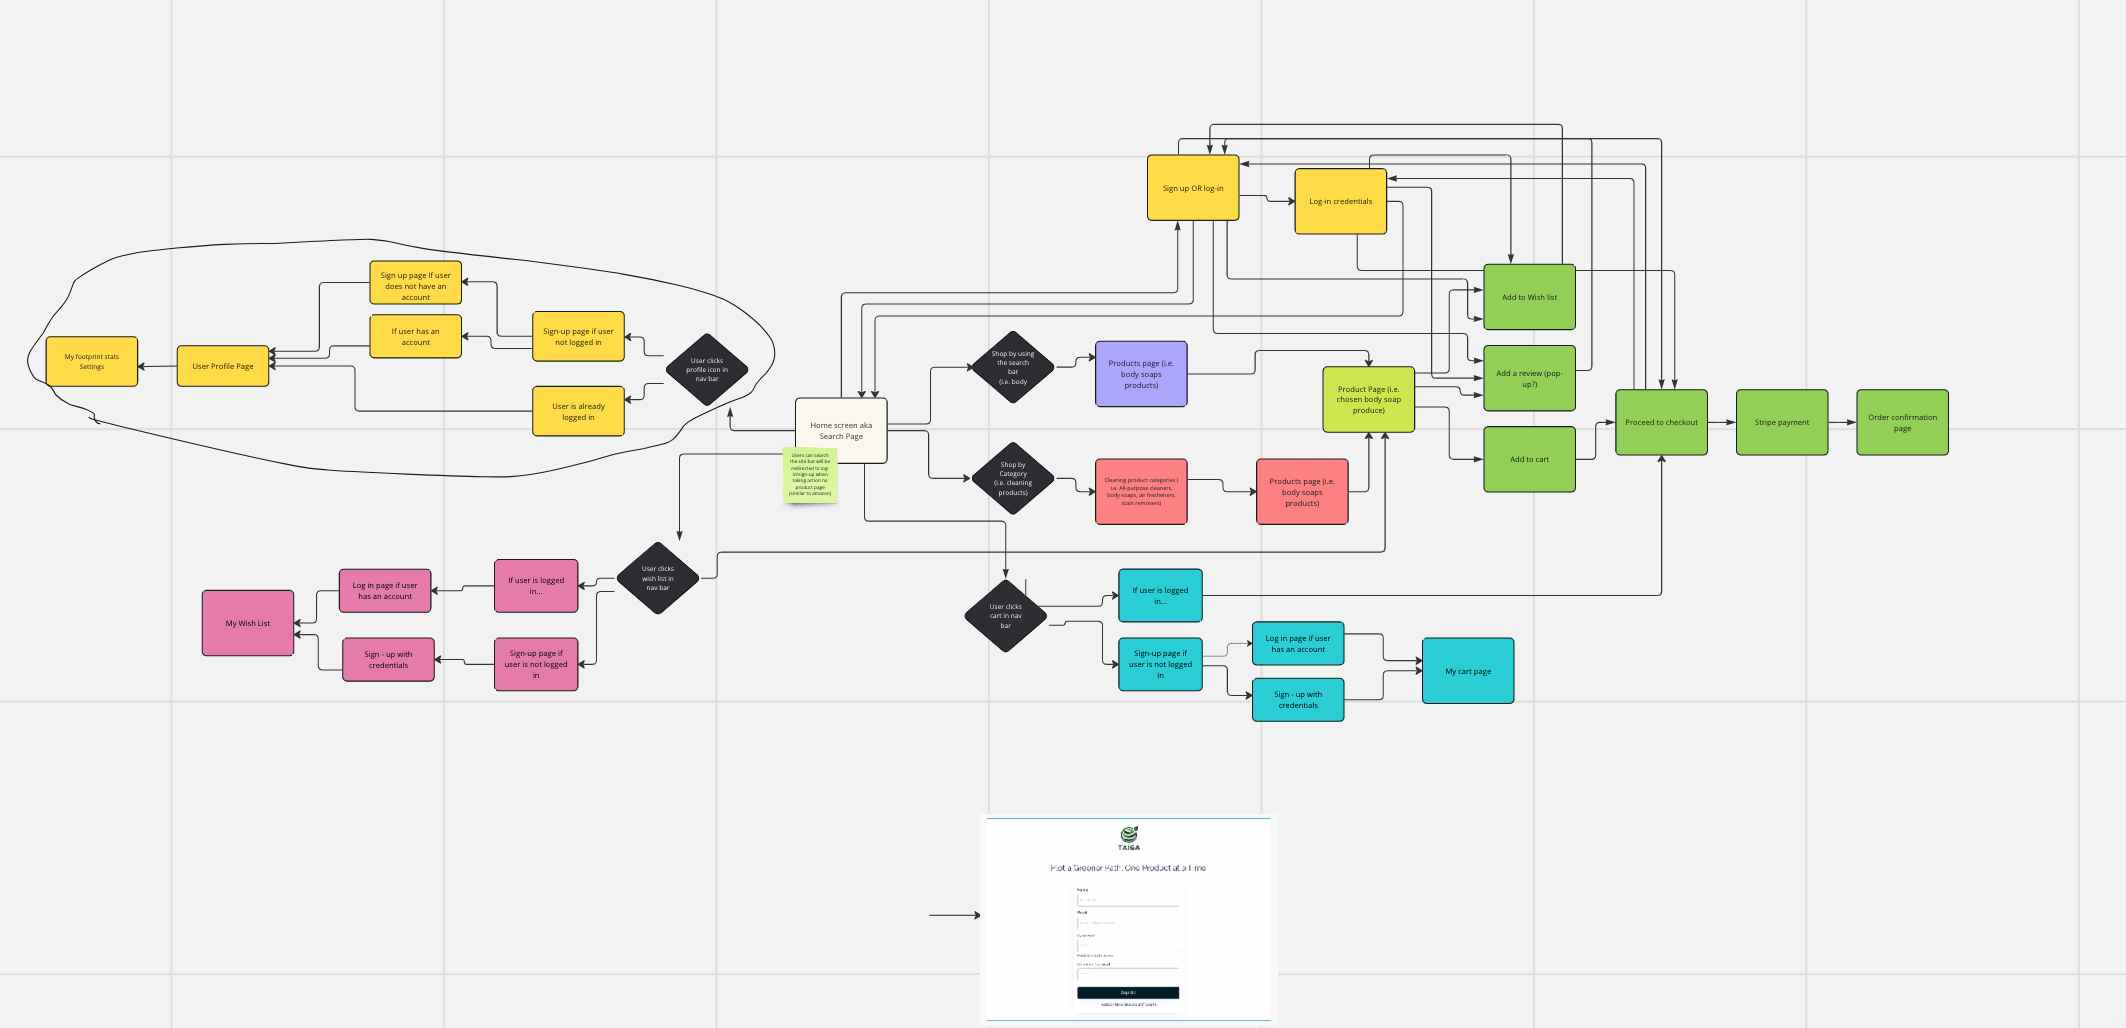 Sign up OR log-in
Log-in credentials
Sign up page If user
does not have an
account
If user has an
account
Sign-up page if user
not logged in
My footprint stats
Settings
User Profile Page
User clicks
profile icon in
nav bar
User is already
logged in
Home screen aka
Search Page
Users can search
the site but will be
redirected to log-
in/sign-up when
taking action no
product page
(similar to amazon)
Shop by using
the search
bar
(i.e. body
Products page (i.e.
body soaps
products)
Shop by
Category
(i.e. cleaning
products)
Cleaning product categories (
i.e. All-purpose cleaners,
body soaps, air fresheners,
stain removers)
Products page (i.e.
body soaps
products)
Product Page (i.e.
chosen body soap
produce)
Add to Wish list
Add a review (pop-
up?)
Add to cart
Proceed to checkout
Stripe payment
Order confirmation
page
User clicks
wish list in
nav bar
If user is logged
in...
Log in page if user
has an account
My Wish List
Sign - up with
credentials
Sign-up page if
user is not logged
in
User clicks
cart in nav
bar
If user is logged
in...
Sign-up page if
user is not logged
in
Log in page if user
has an account
Sign - up with
credentials
My cart page
TAIGA
Plot a Greener Path, One Product at a Time
Name
Email
Sign Up